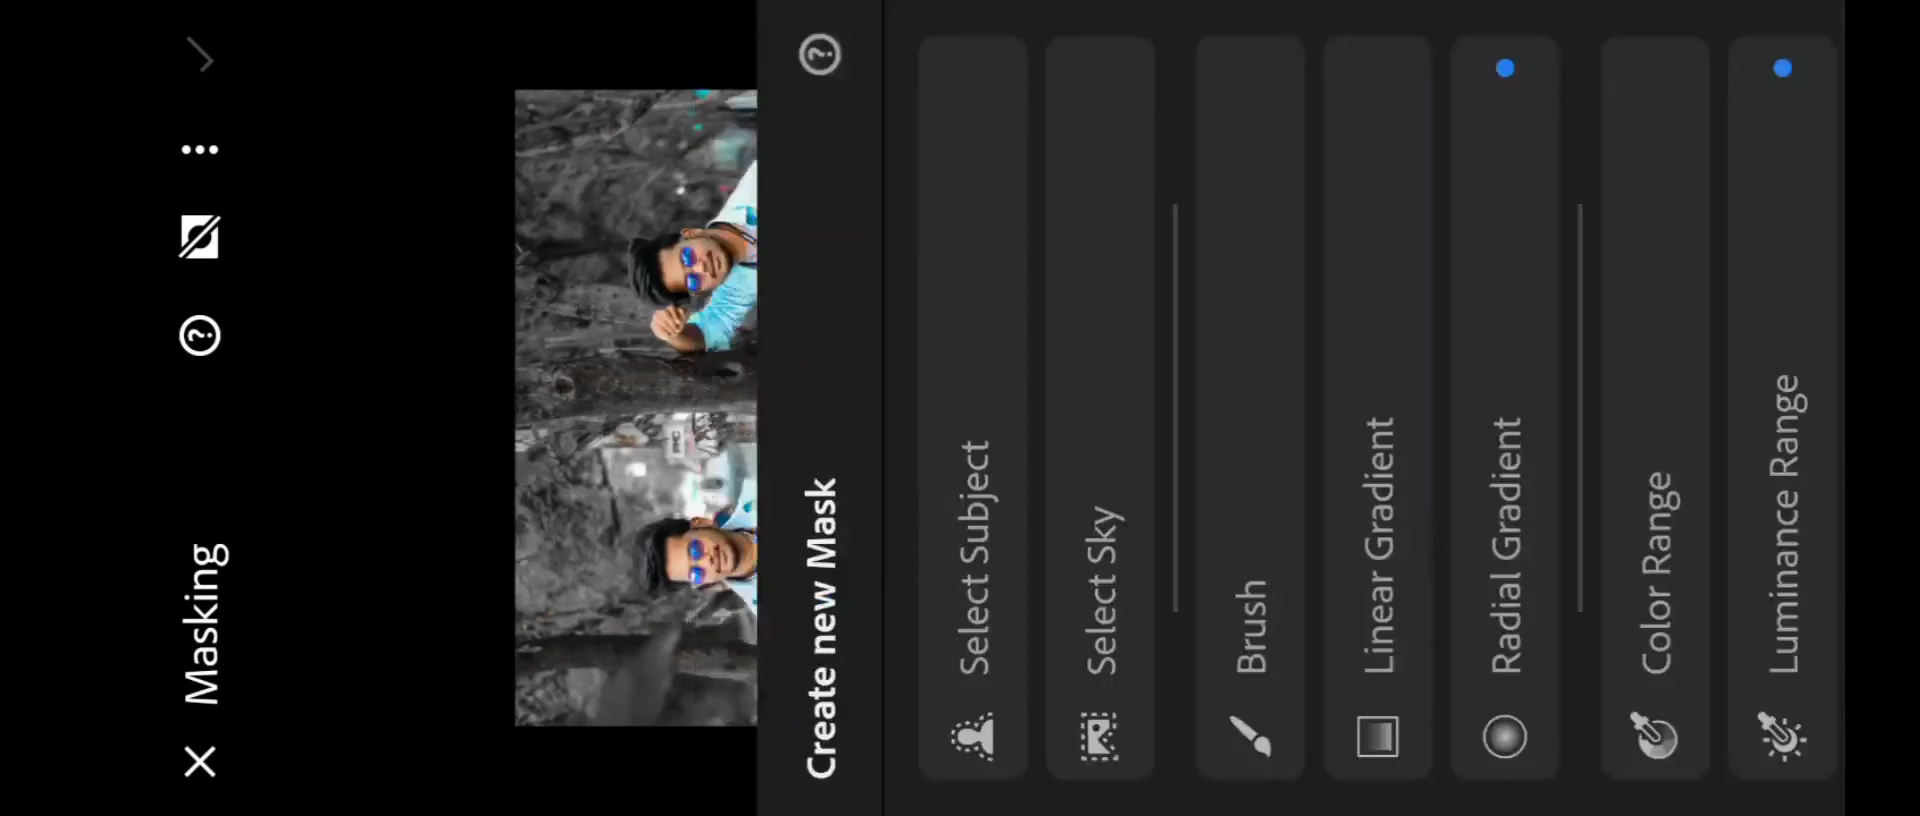 Masking
Create new Mask
Select Subject
Select Sky
Brush
Linear Gradient
Radial Gradient
Color Range
Luminance Range